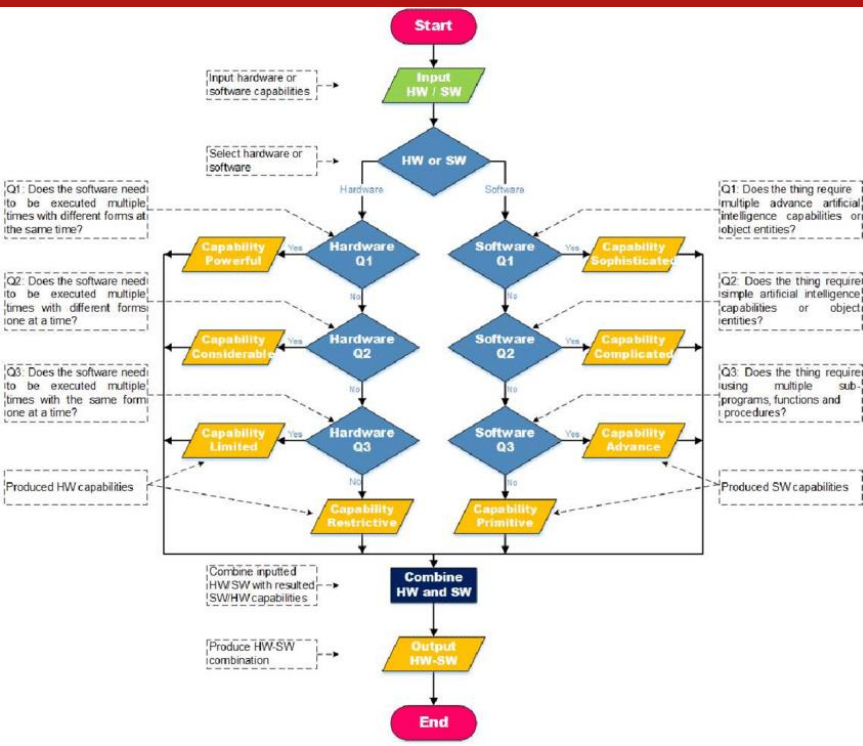 Start
Input hardware or
software capabilities
Input
HW / SW
Select hardware or
software
HW or SW
Hardware
Software
Q1: Does the software need
to be executed multiple
times with different forms at
the same time?
Q1: Does the thing require
multiple advance artificial
intelligence capabilities or
object entities?
Capability
Powerful
Yes
Hardware
Q1
Software
Q1
Yes
Capability
Sophisticated
No
No
Q2: Does the software need
to be executed multiple
times with different forms
one at a time?
Q2: Does the thing require
simple artificial intelligence
capabilities or object
entities?
Capability
Considerable
Yes
Hardware
Q2
Software
Q2
Yes
Capability
Complicated
No
No
Q3: Does the software need
to be executed multiple
times with the same form
one at a time?
Q3: Does the thing require
using multiple sub-
programs, functions and
procedures?
Capability
Limited
Yes
Hardware
Q3
Software
Q3
Yes
Capability
Advance
No
No
Produced HW capabilities
Produced SW capabilities
Capability
Restrictive
Capability
Primitive
Combine inputted
HW/SW with resulted
SW/HW capabilities
Combine
HW and SW
Produce HW-SW
combination
Output
HW-SW
End